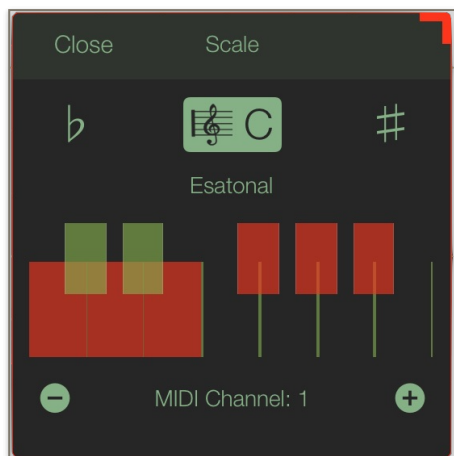 Close Scale
♭ C ♯
Esatonal
− MIDI Channel: 1 +